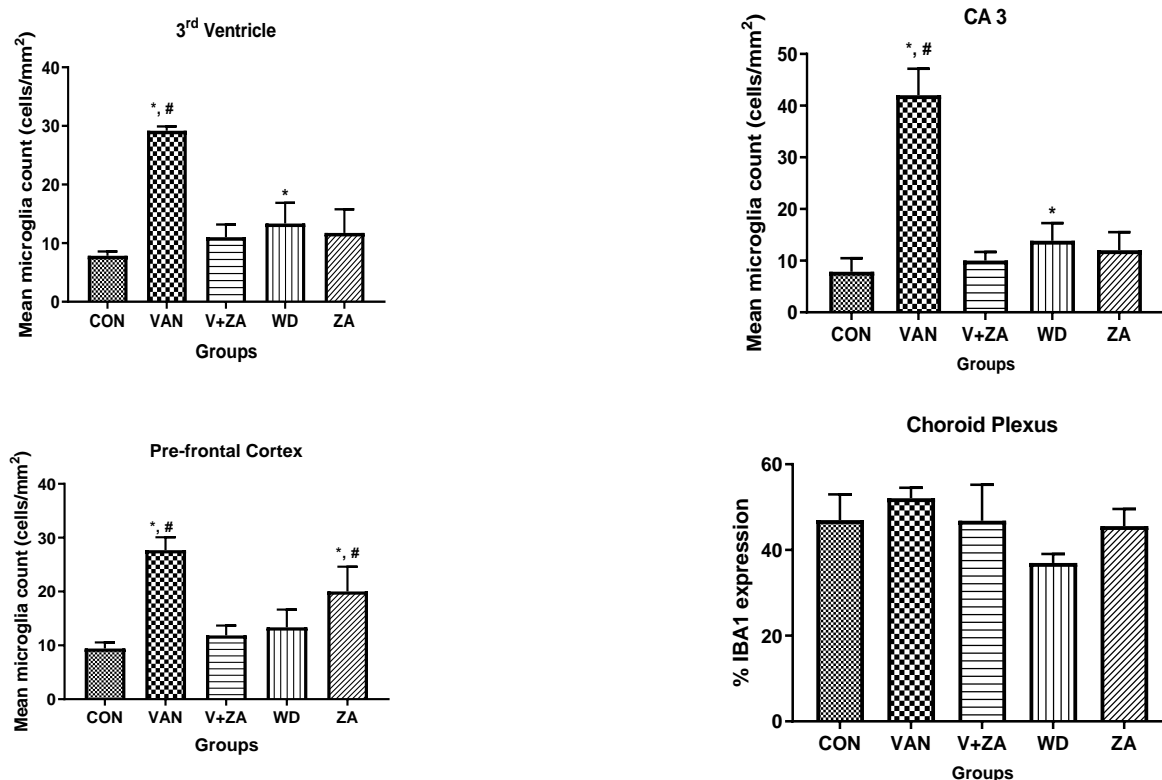 3rd Ventricle
Mean microglia count (cells/mm2)
40
30
20
10
0
*, #
*
CON VAN V+ZA WD ZA
Groups
CA 3
Mean microglia count (cells/mm2)
50
40
30
20
10
0
*, #
*
CON VAN V+ZA WD ZA
Groups
Pre-frontal Cortex
Mean microglia count (cells/mm2)
40
30
20
10
0
*, #
*, #
CON VAN V+ZA WD ZA
Groups
Choroid Plexus
% IBA1 expression
60
40
20
0
CON VAN V+ZA WD ZA
Groups